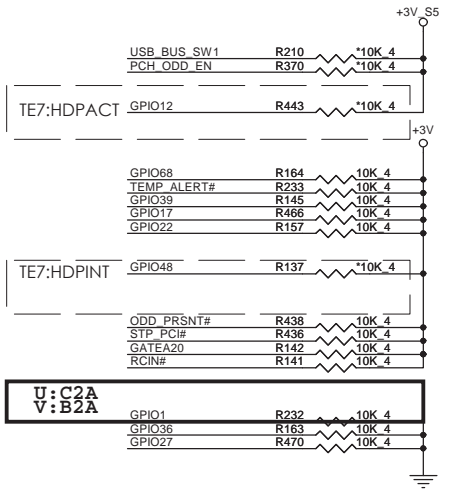 +3V_S5
USB_BUS_SW1 R210 *10K_4
PCH_ODD_EN R370 *10K_4
TE7:HDPACT GPIO12 R443 *10K_4
+3V
GPIO68 R164 10K_4
TEMP_ALERT# R233 10K_4
GPIO39 R145 10K_4
GPIO17 R466 10K_4
GPIO22 R157 10K_4
TE7:HDPINT GPIO48 R137 *10K_4
ODD_PRSNT# R438 10K_4
STP_PCI# R436 10K_4
GATEA20 R142 10K_4
RCIN# R141 10K_4
U:C2A
V:B2A
GPIO1 R232 10K_4
GPIO36 R163 10K_4
GPIO27 R470 10K_4